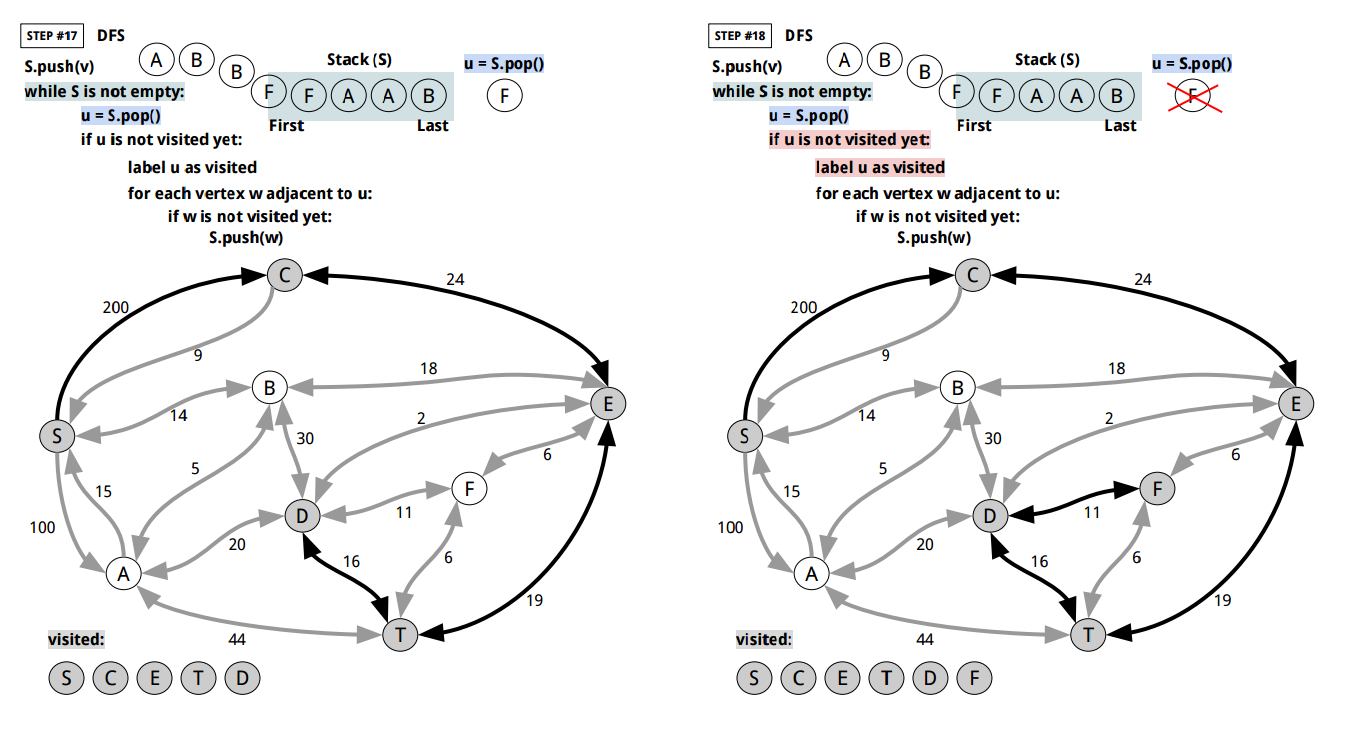 STEP #17 DFS
S.push(v)
A B B F F A A B
Stack (S)
u = S.pop()
F
while S is not empty:
First Last
u = S.pop()
if u is not visited yet:
label u as visited
for each vertex w adjacent to u:
if w is not visited yet:
S.push(w)
C
24
200
9
B
18
14
E
S
2
30
5
6
15
F
D
11
100
20
16
6
A
19
T
44
visited:
S C E T D
STEP #18 DFS
S.push(v)
A B B F F A A B
Stack (S)
u = S.pop()
F
while S is not empty:
First Last
u = S.pop()
if u is not visited yet:
label u as visited
for each vertex w adjacent to u:
if w is not visited yet:
S.push(w)
C
24
200
9
B
18
14
E
S
2
30
5
6
15
F
D
11
100
20
16
6
A
19
T
44
visited:
S C E T D F